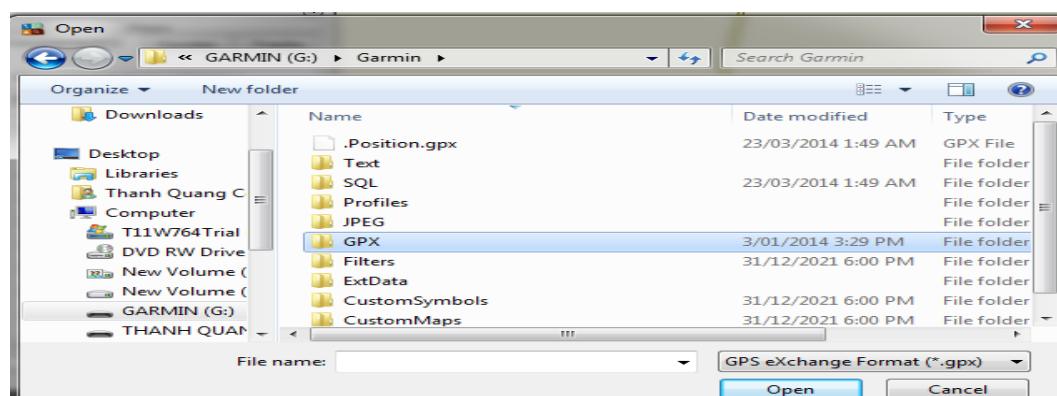 Open
« GARMIN (G:) Garmin
Search Garmin
Organize New folder
Downloads
Desktop
Libraries
Thanh Quang C
Computer
T11W764Trial
DVD RW Drive
New Volume (
New Volume (
GARMIN (G:)
THANH QUAN
Name Date modified Type
.Position.gpx 23/03/2014 1:49 AM GPX File
Text File folder
SQL 23/03/2014 1:49 AM File folder
Profiles File folder
JPEG File folder
GPX 3/01/2014 3:29 PM File folder
Filters 31/12/2021 6:00 PM File folder
ExtData File folder
CustomSymbols 31/12/2021 6:00 PM File folder
CustomMaps 31/12/2021 6:00 PM File folder
File name: GPS eXchange Format (*.gpx)
Open Cancel